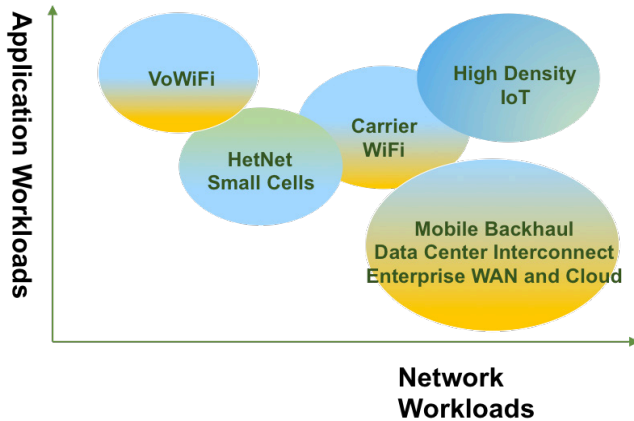 Application Workloads
VoWiFi
High Density
IoT
Carrier
WiFi
HetNet
Small Cells
Mobile Backhaul
Data Center Interconnect
Enterprise WAN and Cloud
Network
Workloads